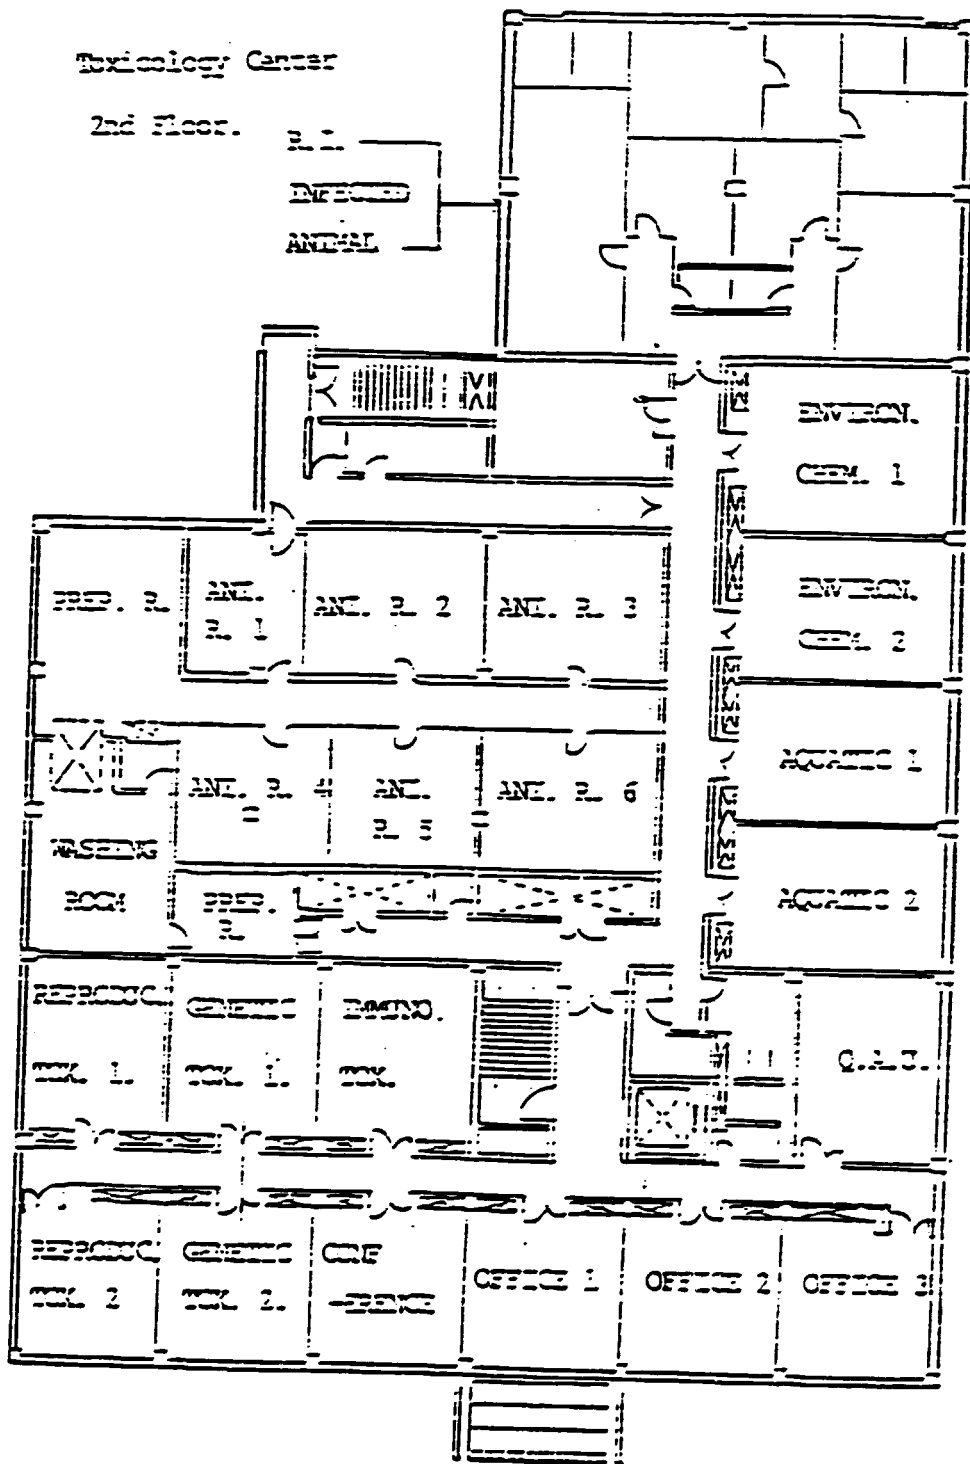 Toxicology Center
2nd Floor.
R.I.
INFECTED
ANIMAL
ENVIRON.
CHEM. 1
PREP. R.
ANI.
R. 1
ANI. R. 2
ANI. R. 3
ENVIRON.
CHEM. 2
ANI. R. 4
ANI.
R. 5
ANI. R. 6
AQUATIC 1
WASHING
ROOM
PREP.
R.
AQUATIC 2
REPRODUC.
TOX. 1.
GENETIC
TOX. 1.
IMMUNO.
TOX.
Q.A.U.
REPRODUC.
TOX. 2
GENETIC
TOX. 2.
CONF
-ERENCE
OFFICE 1
OFFICE 2
OFFICE 3